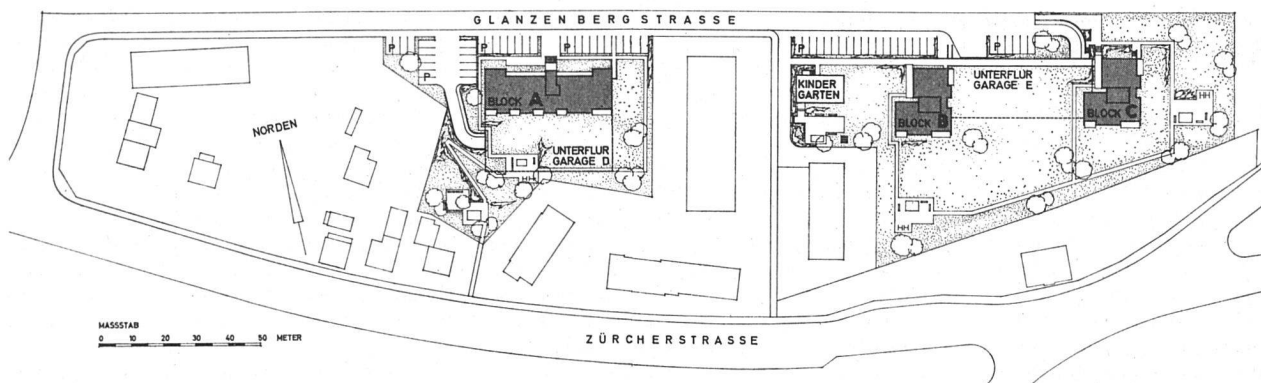 GLANZENBERGSTRASSE
P
P
P
P
P
P
BLOCK A
UNTERFLUR
GARAGE D
HH
NORDEN
KINDER
GARTEN
BLOCK B
UNTERFLUR
GARAGE E
BLOCK C
HH
HH
MASSSTAB
0 10 20 30 40 50 METER
ZÜRCHERSTRASSE